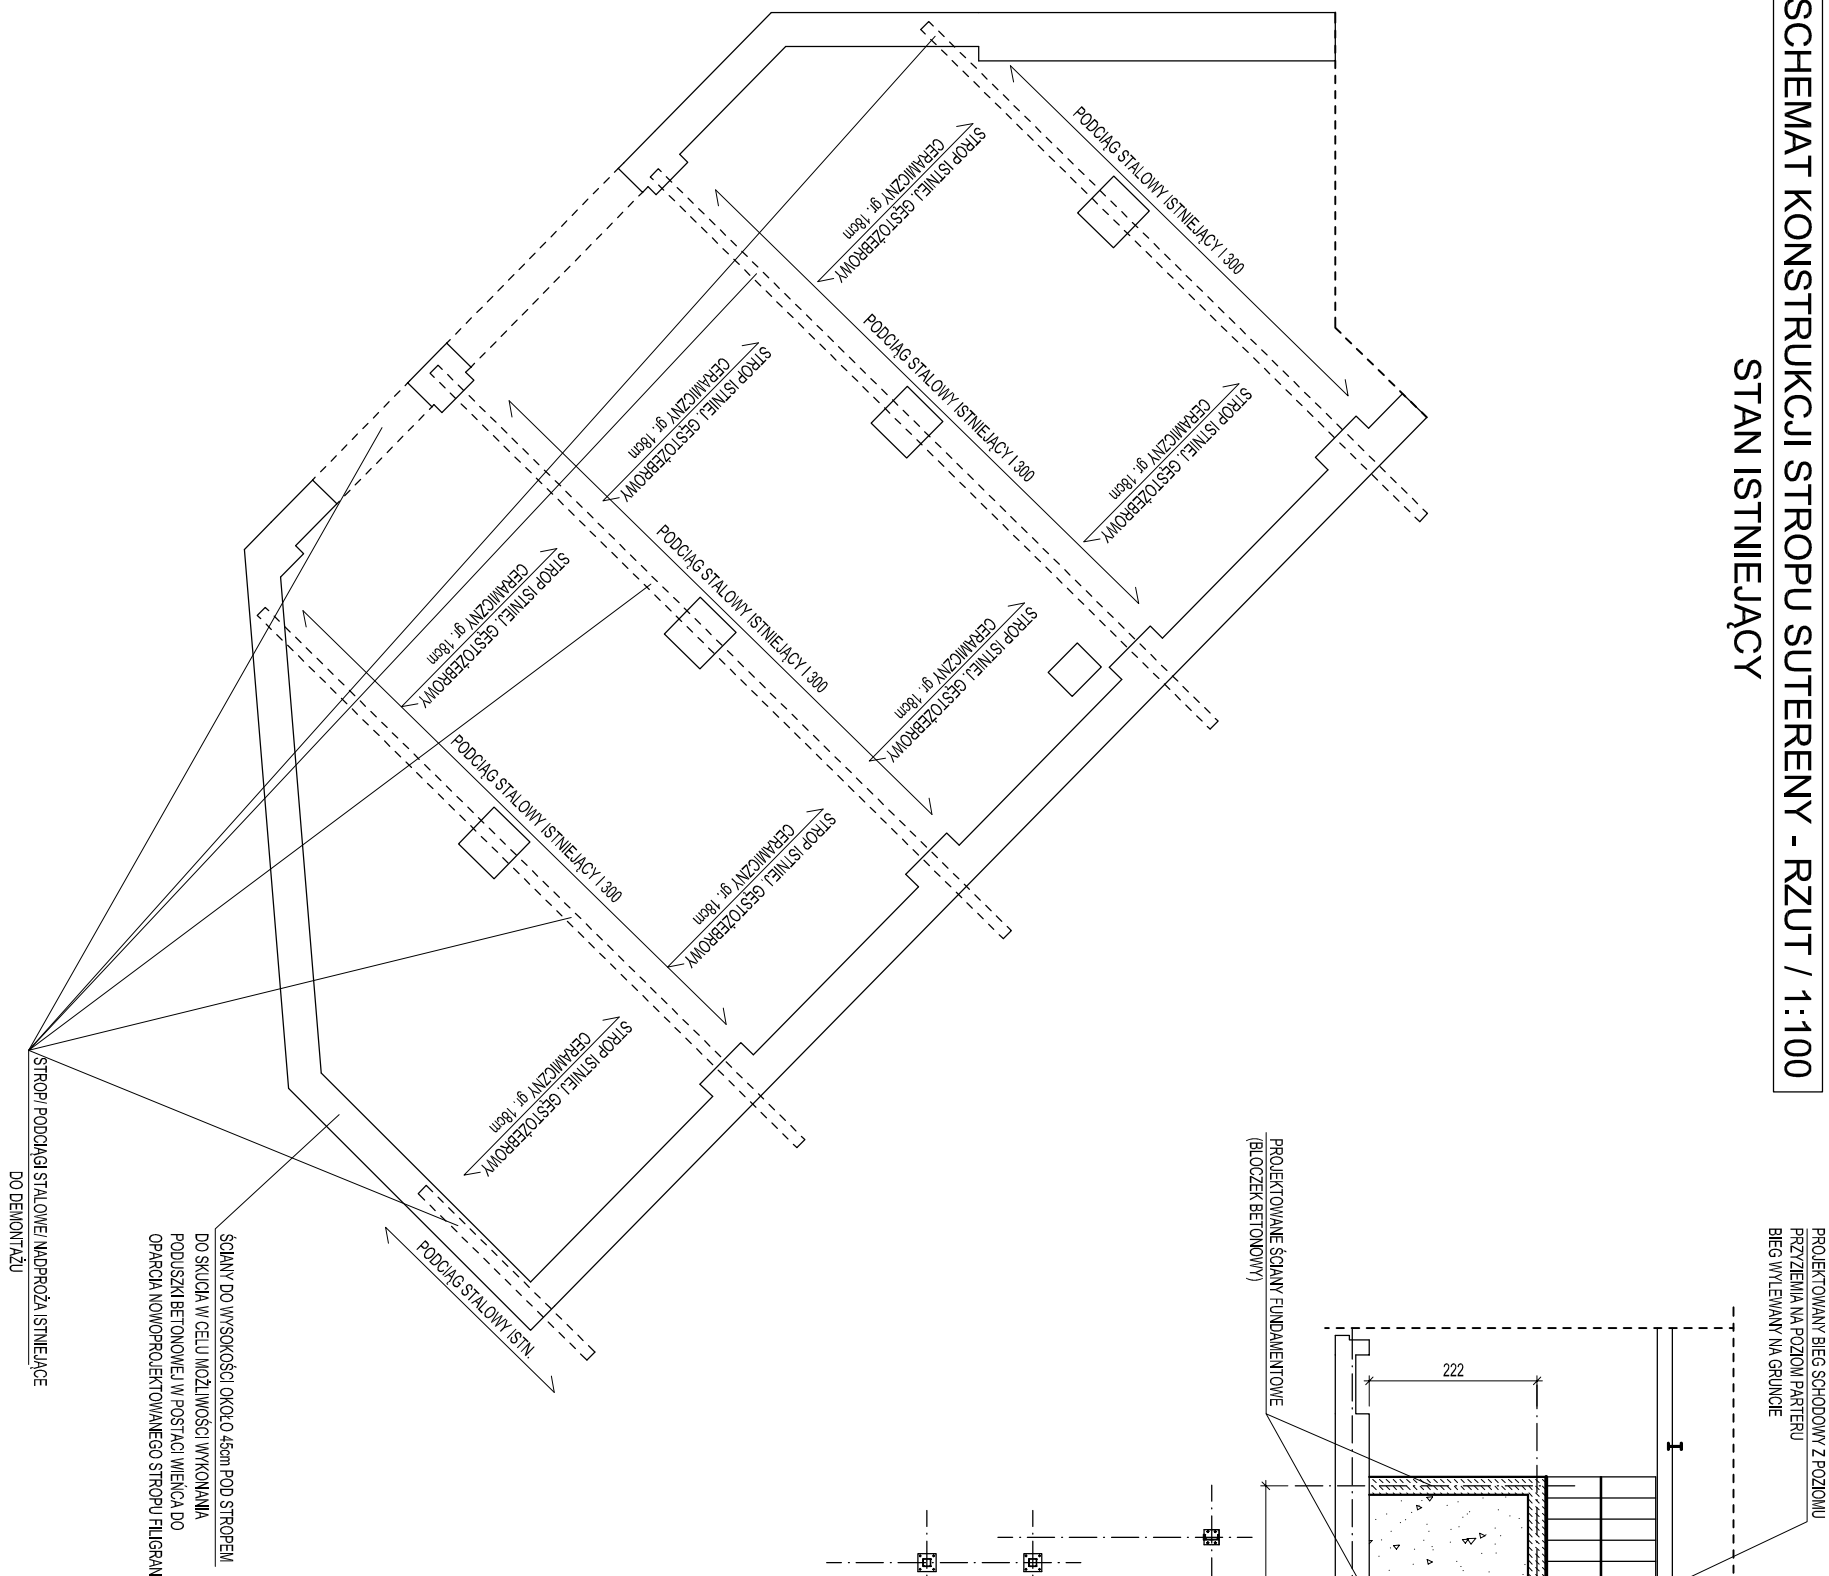 SCHEMAT KONSTRUKCJI STROPU SUTERENY - RZUT / 1:100
STAN ISTNIEJĄCY
PODCIĄG STALOWY ISTNIEJĄCY I 300
STROP ISTNIEJ. GĘSTOŻEBROWY
CERAMICZNY gr. 18cm
STROP ISTNIEJ. GĘSTOŻEBROWY
CERAMICZNY gr. 18cm
PODCIĄG STALOWY ISTNIEJĄCY I 300
STROP ISTNIEJ. GĘSTOŻEBROWY
CERAMICZNY gr. 18cm
STROP ISTNIEJ. GĘSTOŻEBROWY
CERAMICZNY gr. 18cm
PODCIĄG STALOWY ISTNIEJĄCY I 300
STROP ISTNIEJ. GĘSTOŻEBROWY
CERAMICZNY gr. 18cm
STROP ISTNIEJ. GĘSTOŻEBROWY
CERAMICZNY gr. 18cm
PODCIĄG STALOWY ISTNIEJĄCY I 300
STROP ISTNIEJ. GĘSTOŻEBROWY
CERAMICZNY gr. 18cm
PODCIĄG STALOWY ISTN.
STROP/ PODCIĄGI STALOWE/ NADPROŻA ISTNIEJĄCE
DO DEMONTAŻU
ŚCIANY DO WYSOKOŚCI OKOŁO 45cm POD STROPEM
DO SKUCIA W CELU MOŻLIWOŚCI WYKONANIA
PODUSZKI BETONOWEJ W POSTACI WIEŃCA DO
OPARCIA NOWOPROJEKTOWANEGO STROPU FILIGRAN
PROJEKTOWANE ŚCIANY FUNDAMENTOWE
(BLOCZEK BETONOWY)
PROJEKTOWANY BIEG SCHODOWY Z POZIOMU
PRZYZIEMIA NA POZIOM PARTERU
BIEG WYLEWANY NA GRUNCIE
222